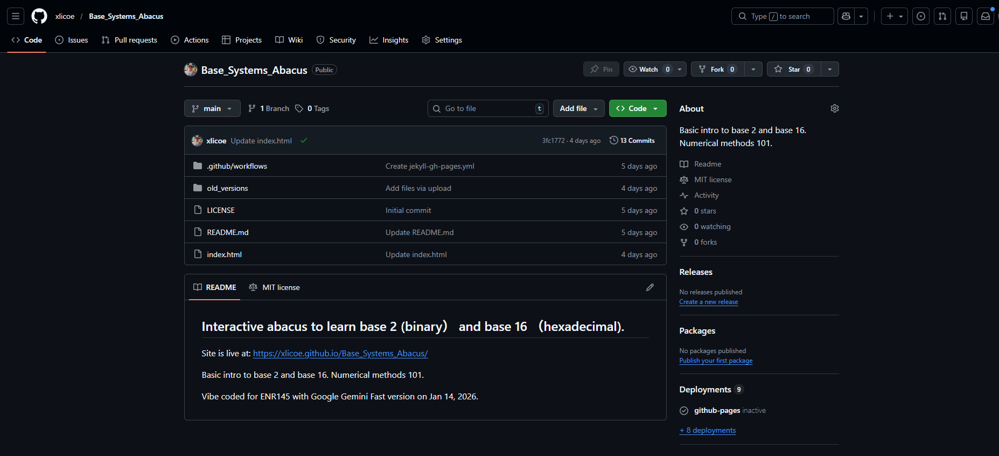 xlicoe / Base_Systems_Abacus
Type / to search
Code Issues Pull requests Actions Projects Wiki Security Insights Settings
Base_Systems_Abacus Public
Pin Watch 0 Fork 0 Star 0
main 1 Branch 0 Tags
Go to file t Add file Code
xlicoe Update index.html 3fc1772 · 4 days ago 13 Commits
.github/workflows Create jekyll-gh-pages.yml 5 days ago
old_versions Add files via upload 4 days ago
LICENSE Initial commit 5 days ago
README.md Update README.md 5 days ago
index.html Update index.html 4 days ago
README MIT license
Interactive abacus to learn base 2 (binary） and base 16 （hexadecimal).
Site is live at: https://xlicoe.github.io/Base_Systems_Abacus/
Basic intro to base 2 and base 16. Numerical methods 101.
Vibe coded for ENR145 with Google Gemini Fast version on Jan 14, 2026.
About
Basic intro to base 2 and base 16.
Numerical methods 101.
Readme
MIT license
Activity
0 stars
0 watching
0 forks
Releases
No releases published
Create a new release
Packages
No packages published
Publish your first package
Deployments 9
github-pages inactive
+ 8 deployments